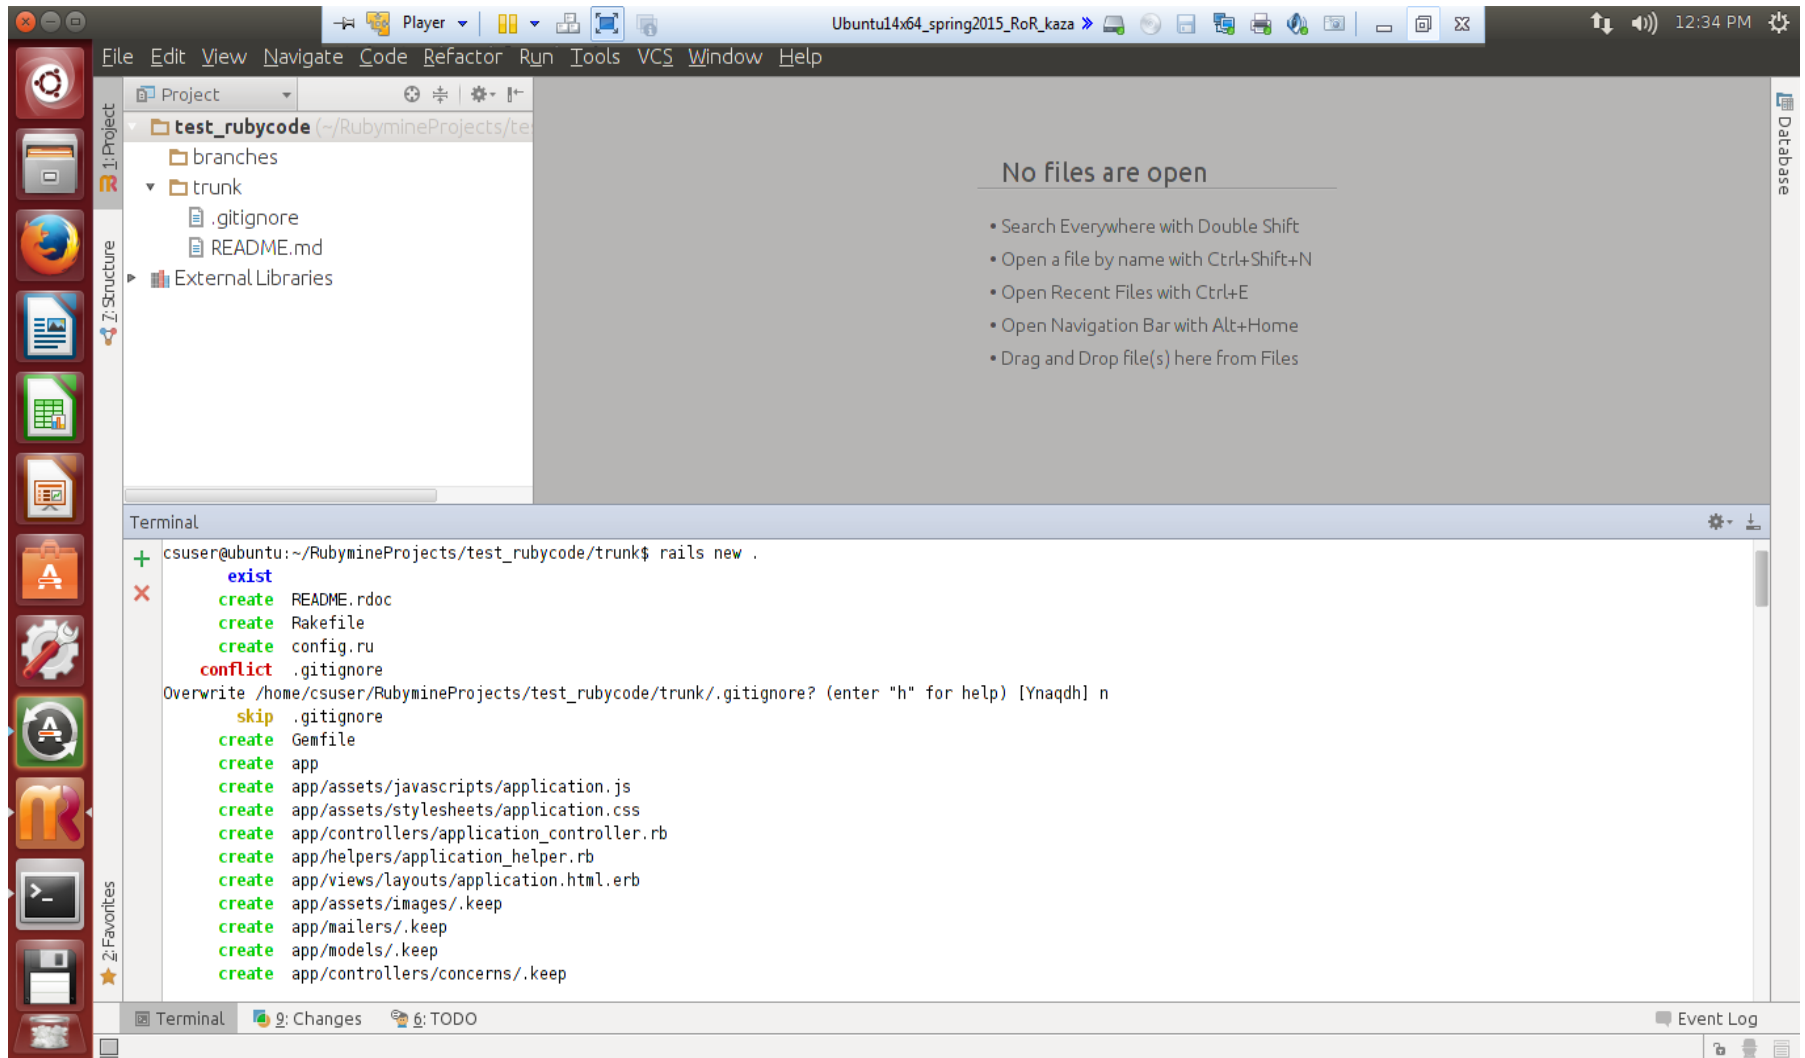 Player
Ubuntu14x64_spring2015_RoR_kaza
12:34 PM
File Edit View Navigate Code Refactor Run Tools VCS Window Help
Project
1: Project
7: Structure
2: Favorites
Database
test_rubycode (~/RubymineProjects/te
branches
trunk
.gitignore
README.md
External Libraries
No files are open
• Search Everywhere with Double Shift
• Open a file by name with Ctrl+Shift+N
• Open Recent Files with Ctrl+E
• Open Navigation Bar with Alt+Home
• Drag and Drop file(s) here from Files
Terminal
csuser@ubuntu:~/RubymineProjects/test_rubycode/trunk$ rails new .
exist
create README.rdoc
create Rakefile
create config.ru
conflict .gitignore
Overwrite /home/csuser/RubymineProjects/test_rubycode/trunk/.gitignore? (enter "h" for help) [Ynaqdh] n
skip .gitignore
create Gemfile
create app
create app/assets/javascripts/application.js
create app/assets/stylesheets/application.css
create app/controllers/application_controller.rb
create app/helpers/application_helper.rb
create app/views/layouts/application.html.erb
create app/assets/images/.keep
create app/mailers/.keep
create app/models/.keep
create app/controllers/concerns/.keep
Terminal 9: Changes 6: TODO Event Log